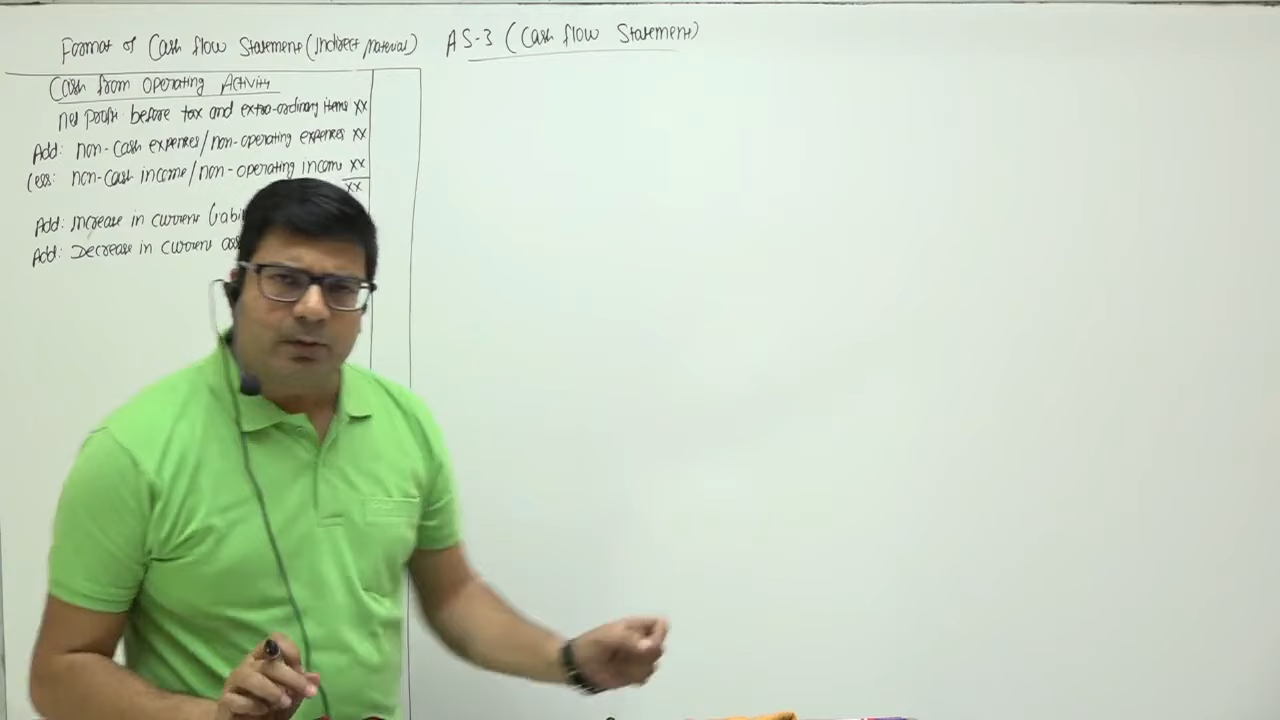 Format of Cash flow Statement (Indirect Material)
AS-3 (Cash flow Statement)
Cash from Operating Activity
net profit before tax and extra-ordinary items xx
Add: non-cash expenses/non-operating expenses xx
Less: non-cash income/non-operating income xx
xx
Add: Increase in current
Add: Decrease in current